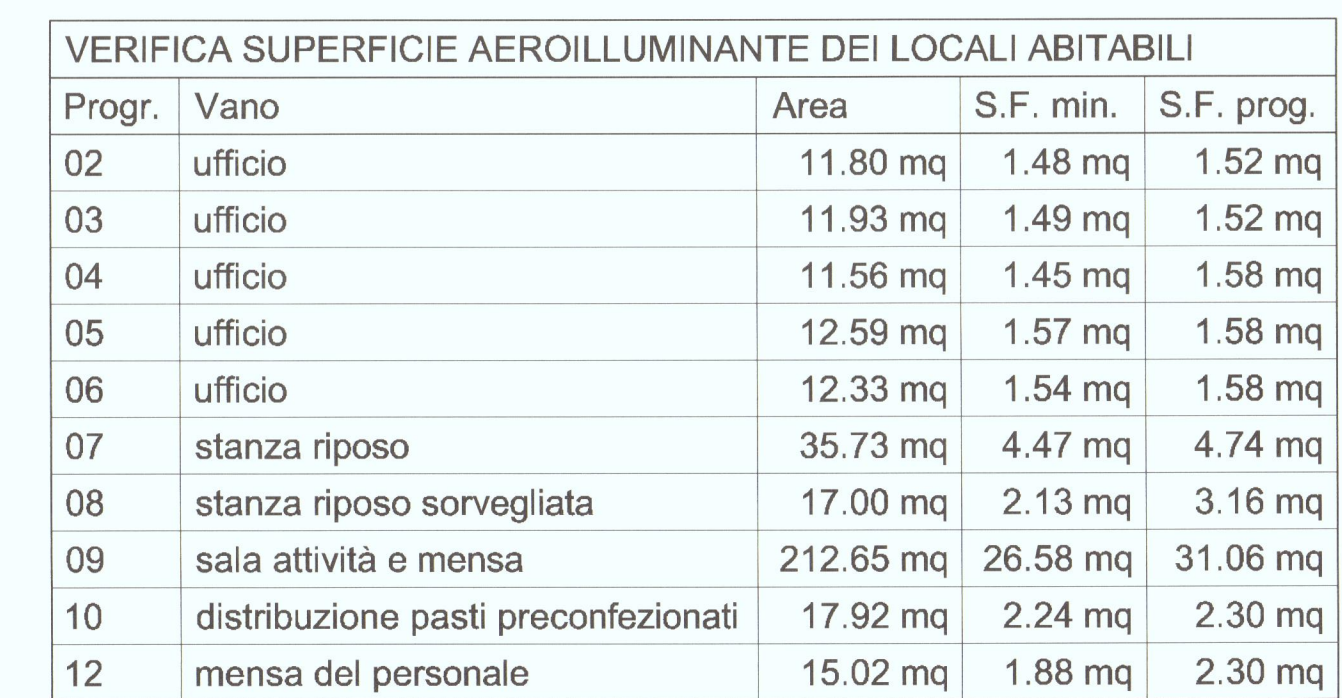 VERIFICA SUPERFICIE AEROILLUMINANTE DEI LOCALI ABITABILI
Progr. Vano Area S.F. min. S.F. prog.
02 ufficio 11.80 mq 1.48 mq 1.52 mq
03 ufficio 11.93 mq 1.49 mq 1.52 mq
04 ufficio 11.56 mq 1.45 mq 1.58 mq
05 ufficio 12.59 mq 1.57 mq 1.58 mq
06 ufficio 12.33 mq 1.54 mq 1.58 mq
07 stanza riposo 35.73 mq 4.47 mq 4.74 mq
08 stanza riposo sorvegliata 17.00 mq 2.13 mq 3.16 mq
09 sala attività e mensa 212.65 mq 26.58 mq 31.06 mq
10 distribuzione pasti preconfezionati 17.92 mq 2.24 mq 2.30 mq
12 mensa del personale 15.02 mq 1.88 mq 2.30 mq